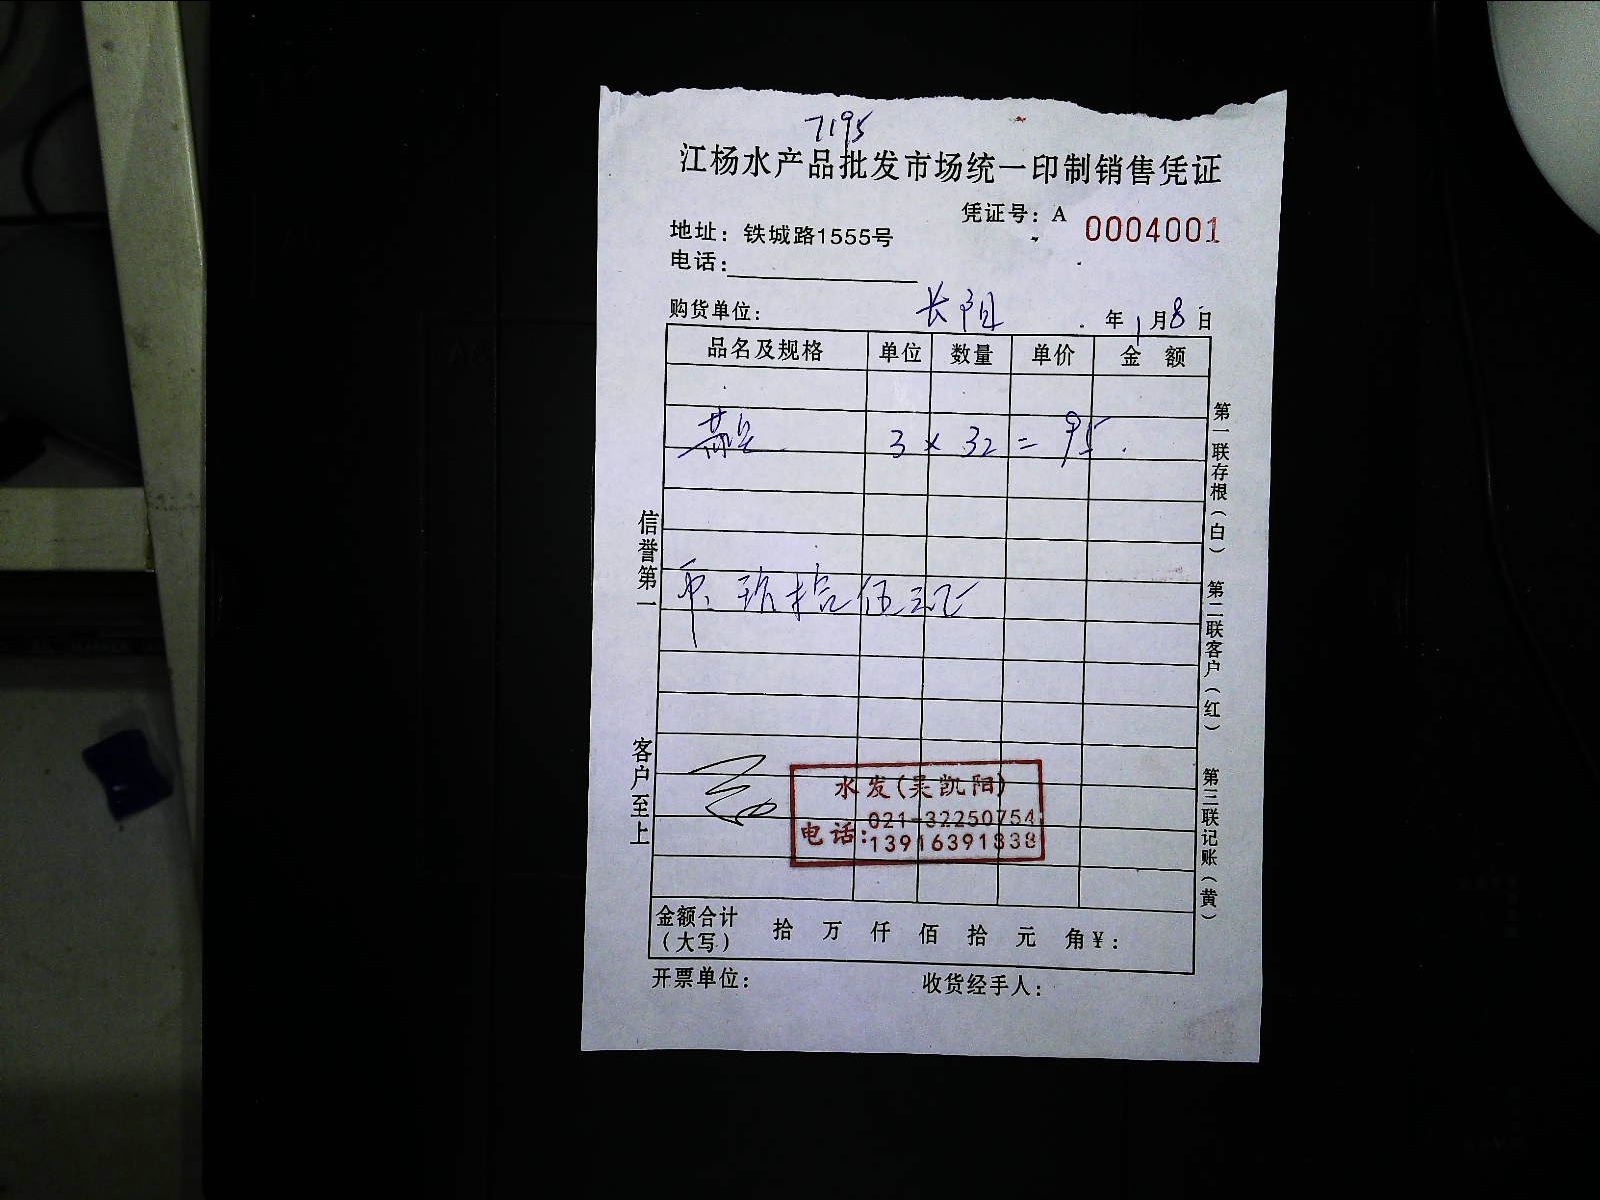 7195
江杨水产品批发市场统一印制销售凭证
凭证号：A 0004001
地址：铁城路1555号
电话：
购货单位： 长阳 年1月8日
品名及规格 单位 数量 单价 金额
3 × 32 = 95.
拾伍元
水发(吴凯阳)
电话：021-32250754
13916391838
金额合计（大写） 拾 万 仟 佰 拾 元 角 ￥：
开票单位： 收货经手人：
信誉第一
客户至上
第一联存根（白）
第二联客户（红）
第三联记账（黄）